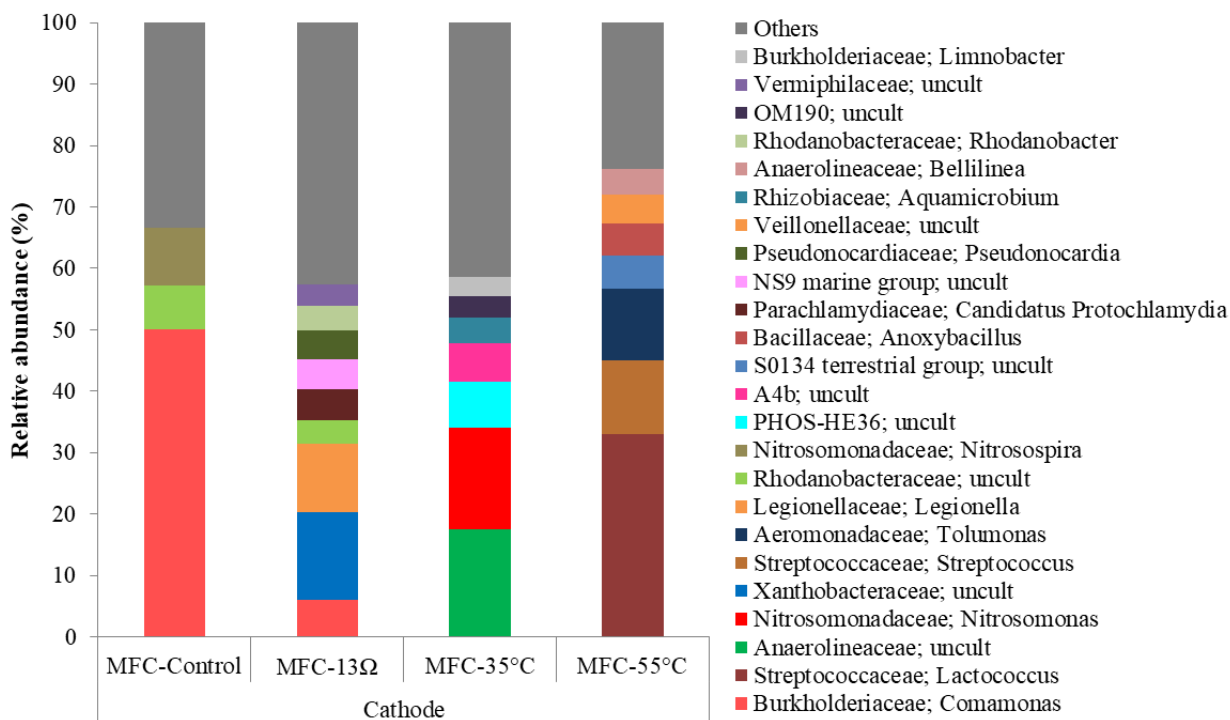 Relative abundance (%)
100
90
80
70
60
50
40
30
20
10
0
MFC-Control
MFC-13Ω
MFC-35°C
MFC-55°C
Cathode
Others
Burkholderiaceae; Limnobacter
Vermiphilaceae; uncult
OM190; uncult
Rhodanobacteraceae; Rhodanobacter
Anaerolineaceae; Bellilinea
Rhizobiaceae; Aquamicrobium
Veillonellaceae; uncult
Pseudonocardiaceae; Pseudonocardia
NS9 marine group; uncult
Parachlamydiaceae; Candidatus Protochlamydia
Bacillaceae; Anoxybacillus
S0134 terrestrial group; uncult
A4b; uncult
PHOS-HE36; uncult
Nitrosomonadaceae; Nitrosospira
Rhodanobacteraceae; uncult
Legionellaceae; Legionella
Aeromonadaceae; Tolumonas
Streptococcaceae; Streptococcus
Xanthobacteraceae; uncult
Nitrosomonadaceae; Nitrosomonas
Anaerolineaceae; uncult
Streptococcaceae; Lactococcus
Burkholderiaceae; Comamonas